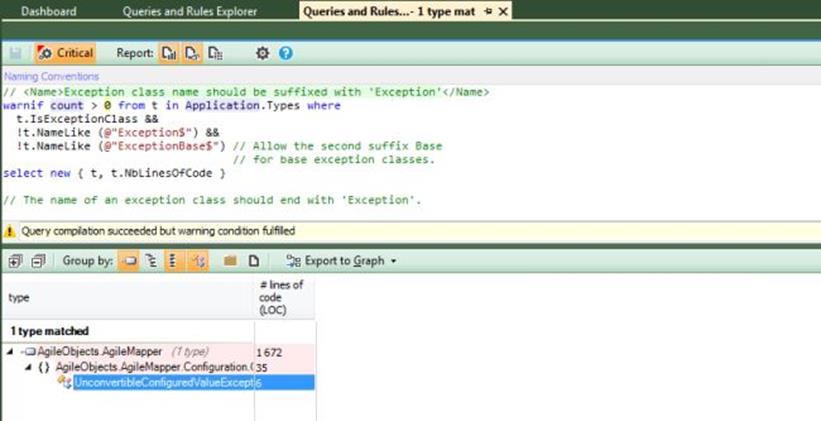 Dashboard Queries and Rules Explorer Queries and Rules...- 1 type mat
Critical Report:
Naming Conventions
// <Name>Exception class name should be suffixed with 'Exception'</Name>
warnif count > 0 from t in Application.Types where
t.IsExceptionClass &&
!t.NameLike (@"Exception$") &&
!t.NameLike (@"ExceptionBase$") // Allow the second suffix Base
// for base exception classes.
select new { t, t.NbLinesOfCode }
// The name of an exception class should end with 'Exception'.
Query compilation succeeded but warning condition fulfilled
Group by: Export to Graph
type # lines of code (LOC)
1 type matched
AgileObjects.AgileMapper (1 type) 1 672
{ } AgileObjects.AgileMapper.Configuration.( 35
UnconvertibleConfiguredValueExcept 6